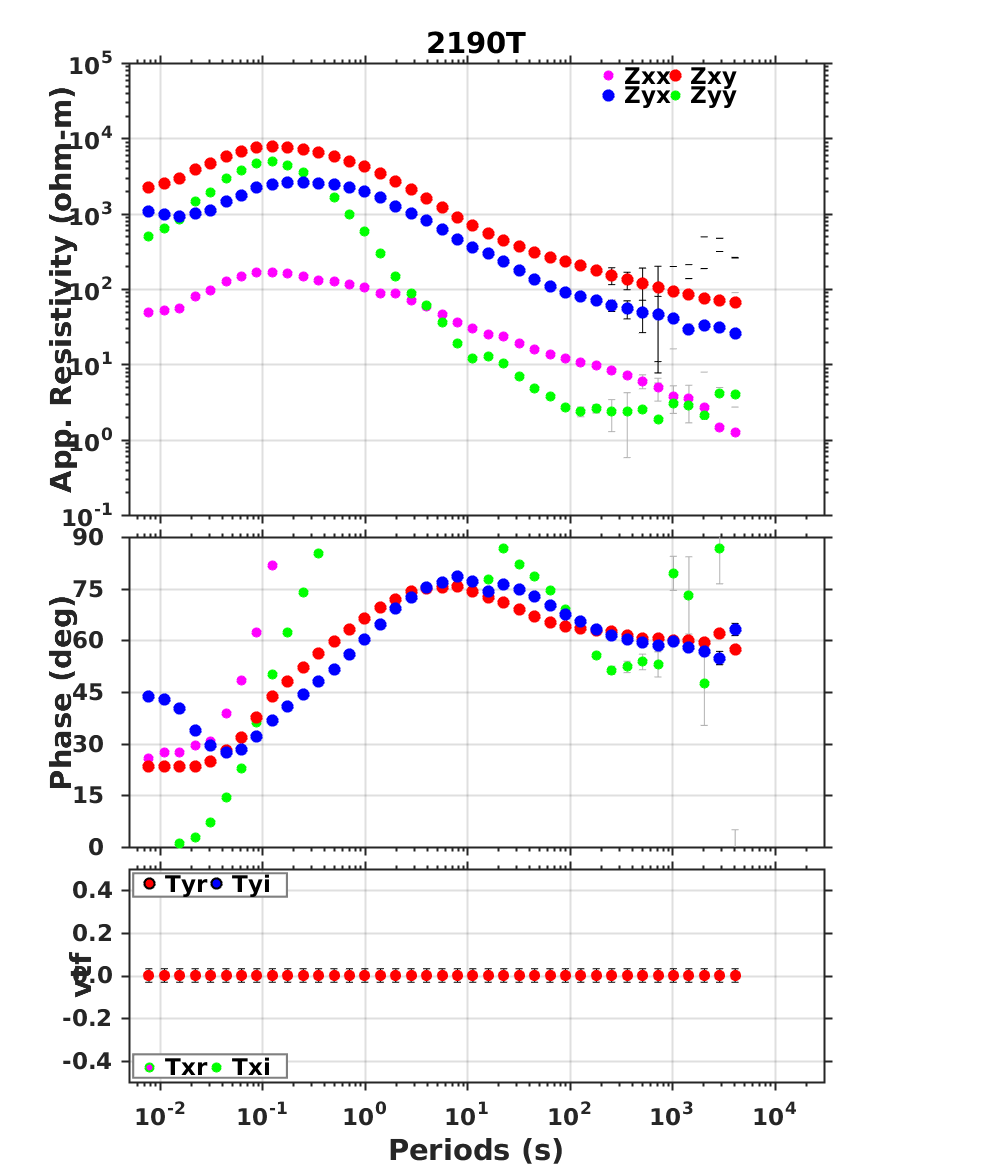 2190T
Zxx Zxy
Zyx Zyy
App. Resistivity (ohm-m)
10^5
10^4
10^3
10^2
10^1
10^0
10^-1
Phase (deg)
90
75
60
45
30
15
0
Tyr Tyi
vtf
0.4
0.2
0.0
-0.2
-0.4
Txr Txi
10^-2 10^-1 10^0 10^1 10^2 10^3 10^4
Periods (s)